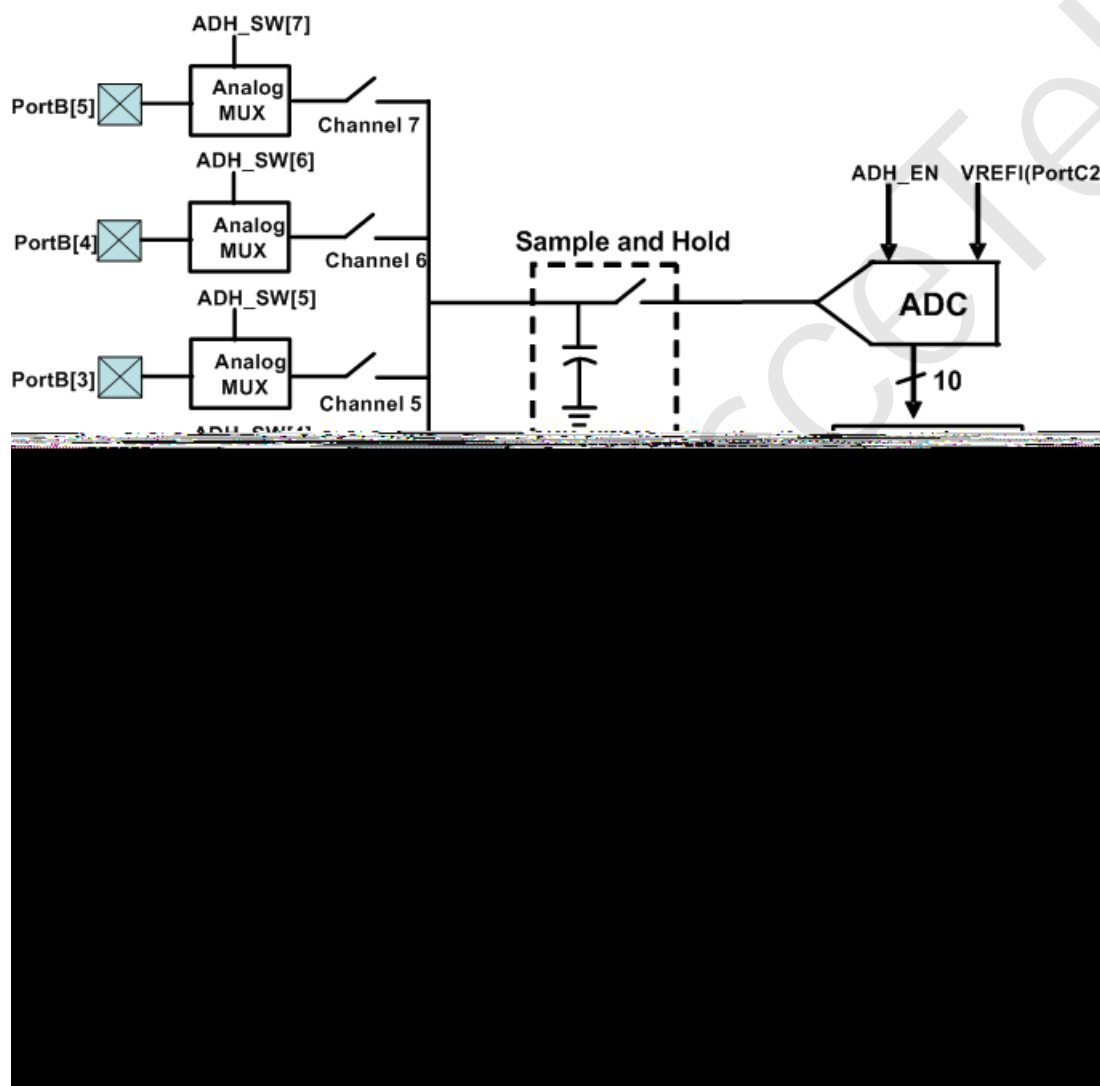 ADH_SW[7]
PortB[5]
Analog
MUX
Channel 7
ADH_SW[6]
PortB[4]
Analog
MUX
Channel 6
ADH_SW[5]
PortB[3]
Analog
MUX
Channel 5
Sample and Hold
ADH_EN VREFI(PortC2
ADC
10